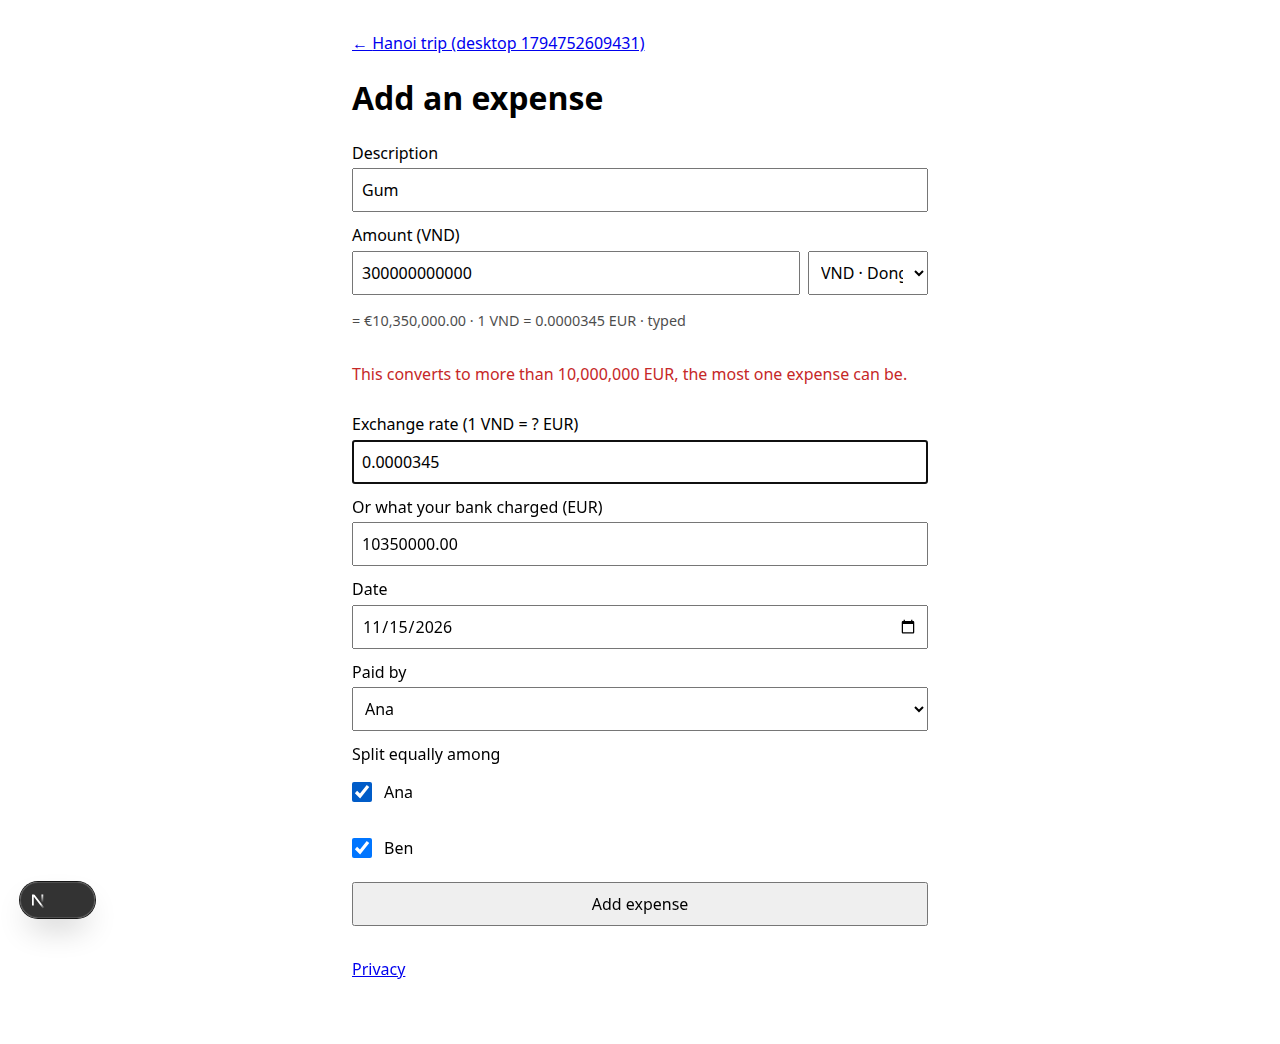 ← Hanoi trip (desktop 1794752609431)
Add an expense
Description
Gum
Amount (VND)
300000000000
VND · Dong
= €10,350,000.00 · 1 VND = 0.0000345 EUR · typed
This converts to more than 10,000,000 EUR, the most one expense can be.
Exchange rate (1 VND = ? EUR)
0.0000345
Or what your bank charged (EUR)
10350000.00
Date
11/15/2026
Paid by
Ana
Split equally among
Ana
Ben
N
Add expense
Privacy